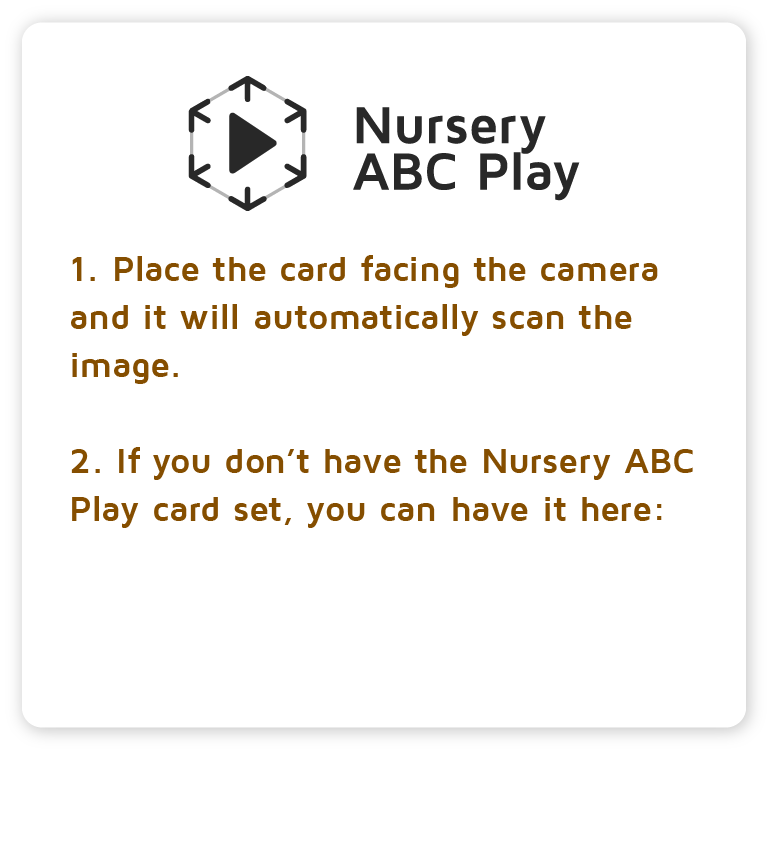 Nursery
ABC Play
1. Place the card facing the camera
and it will automatically scan the
image.
2. If you don’t have the Nursery ABC
Play card set, you can have it here: